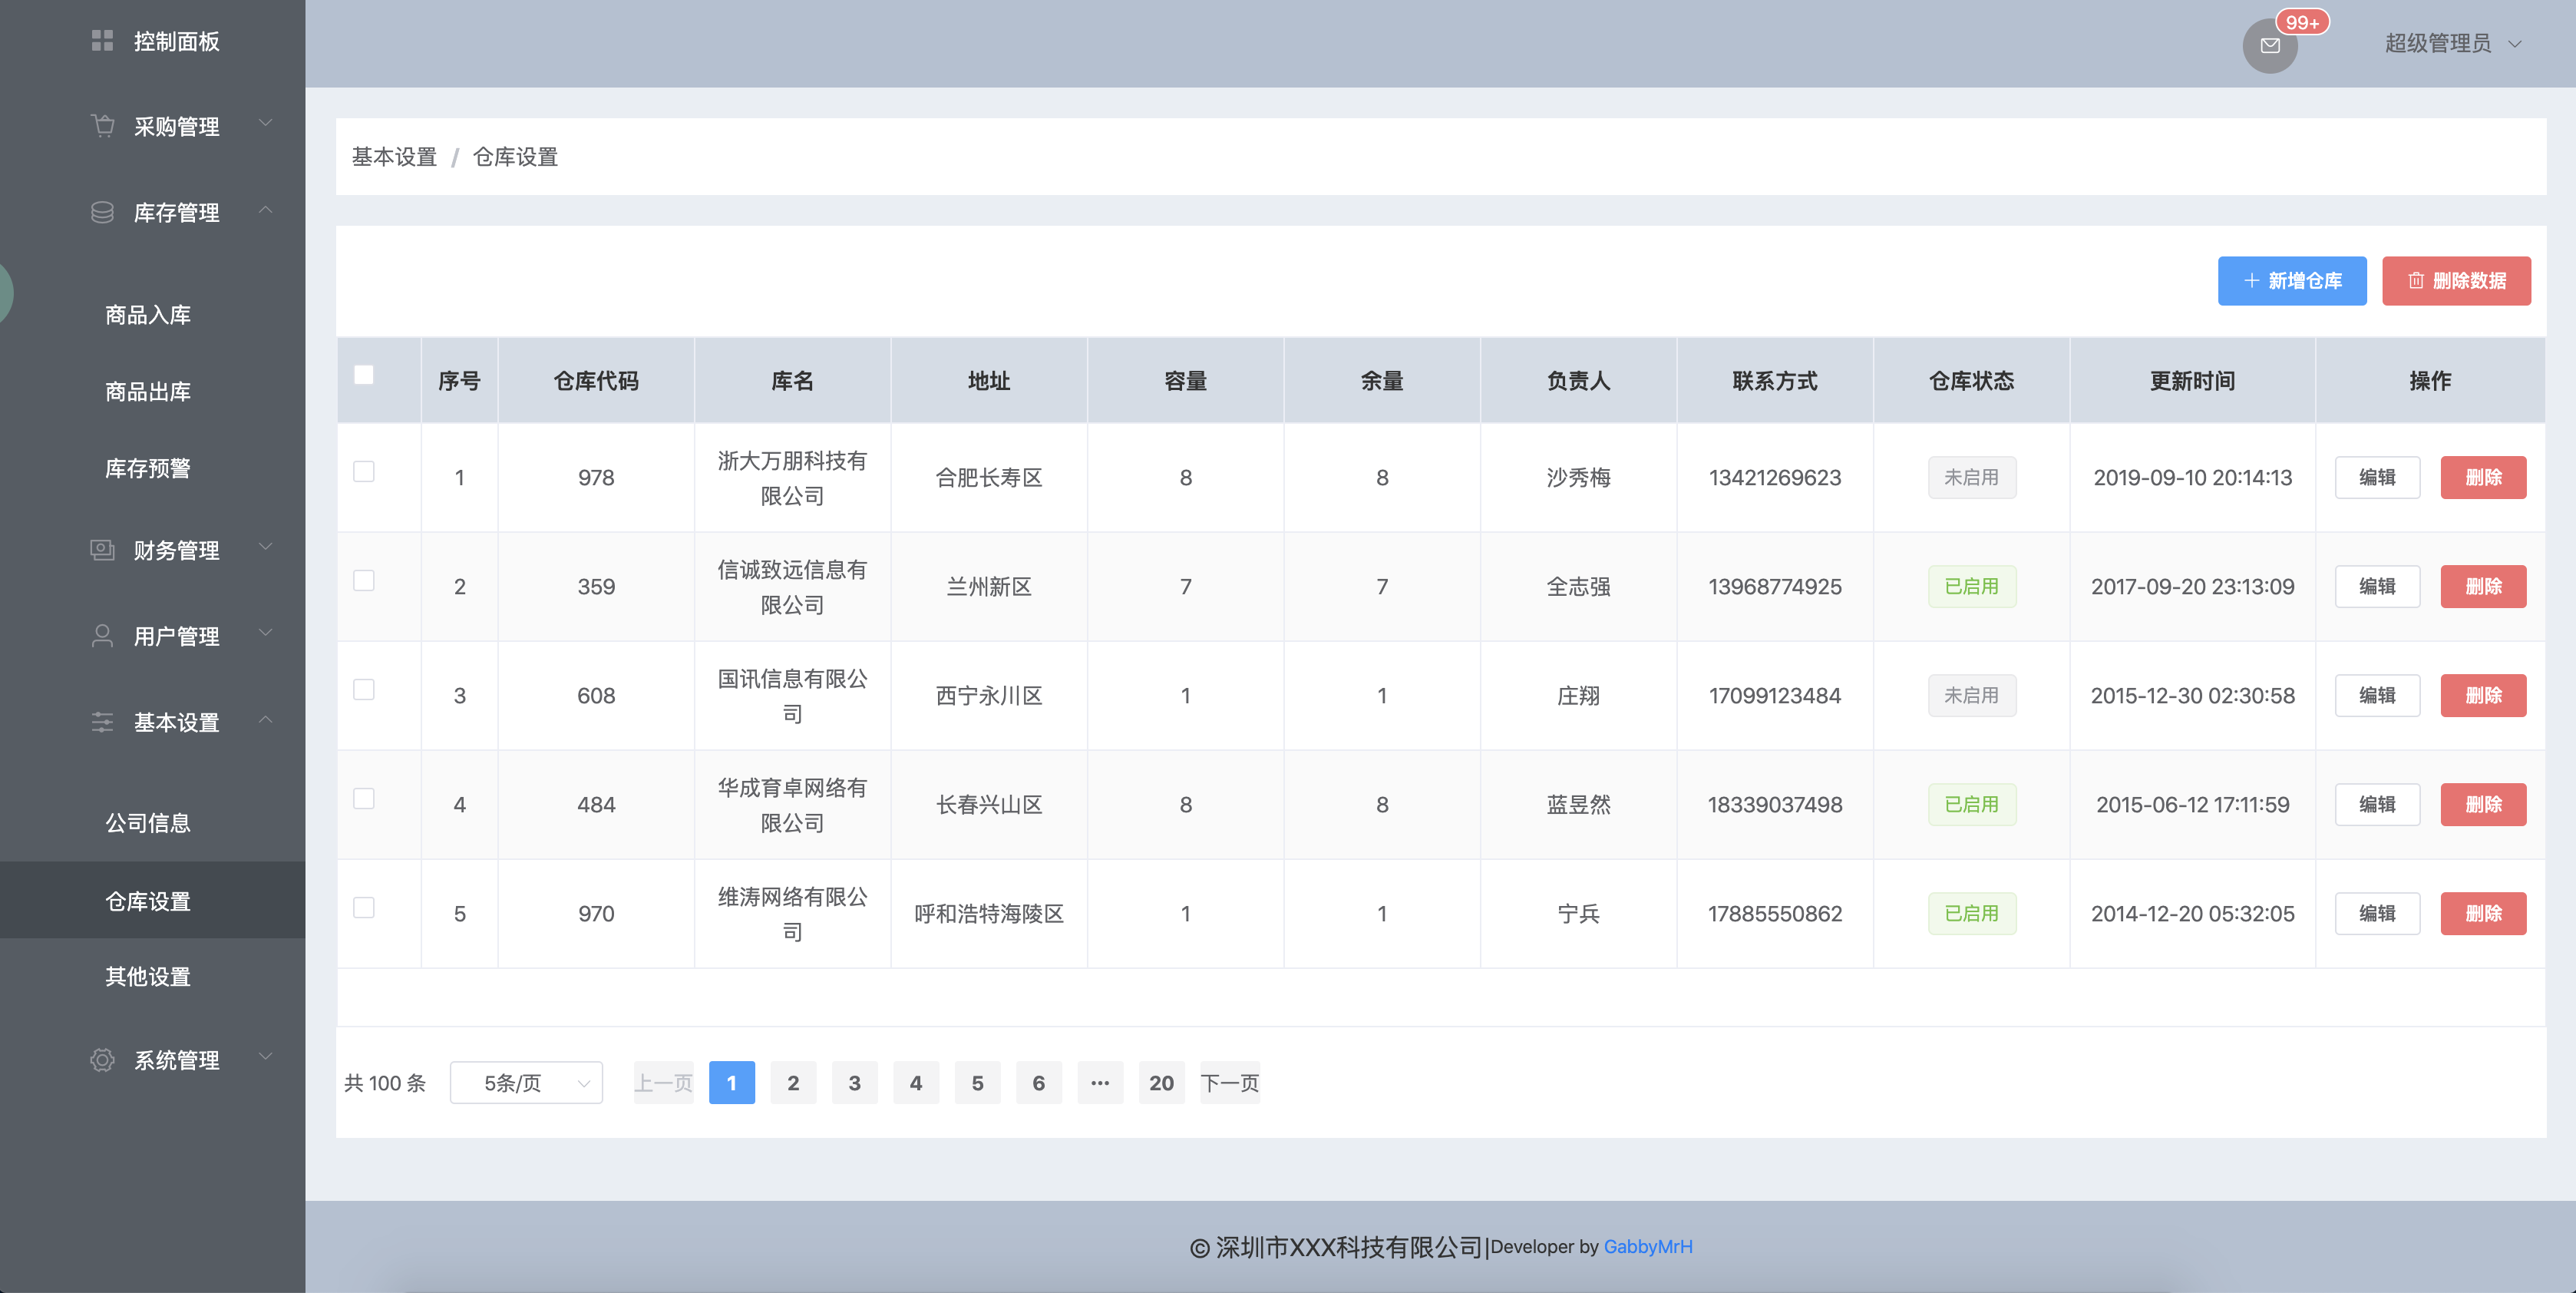 控制面板
采购管理
库存管理
商品入库
商品出库
库存预警
财务管理
用户管理
基本设置
公司信息
仓库设置
其他设置
系统管理
99+
超级管理员
基本设置 / 仓库设置
新增仓库 删除数据
序号 仓库代码 库名 地址 容量 余量 负责人 联系方式 仓库状态 更新时间 操作
1 978 浙大万朋科技有限公司 合肥长寿区 8 8 沙秀梅 13421269623 未启用 2019-09-10 20:14:13 编辑 删除
2 359 信诚致远信息有限公司 兰州新区 7 7 全志强 13968774925 已启用 2017-09-20 23:13:09 编辑 删除
3 608 国讯信息有限公司 西宁永川区 1 1 庄翔 17099123484 未启用 2015-12-30 02:30:58 编辑 删除
4 484 华成育卓网络有限公司 长春兴山区 8 8 蓝昱然 18339037498 已启用 2015-06-12 17:11:59 编辑 删除
5 970 维涛网络有限公司 呼和浩特海陵区 1 1 宁兵 17885550862 已启用 2014-12-20 05:32:05 编辑 删除
共 100 条 5条/页 上一页 1 2 3 4 5 6 ··· 20 下一页
© 深圳市XXX科技有限公司|Developer by GabbyMrH